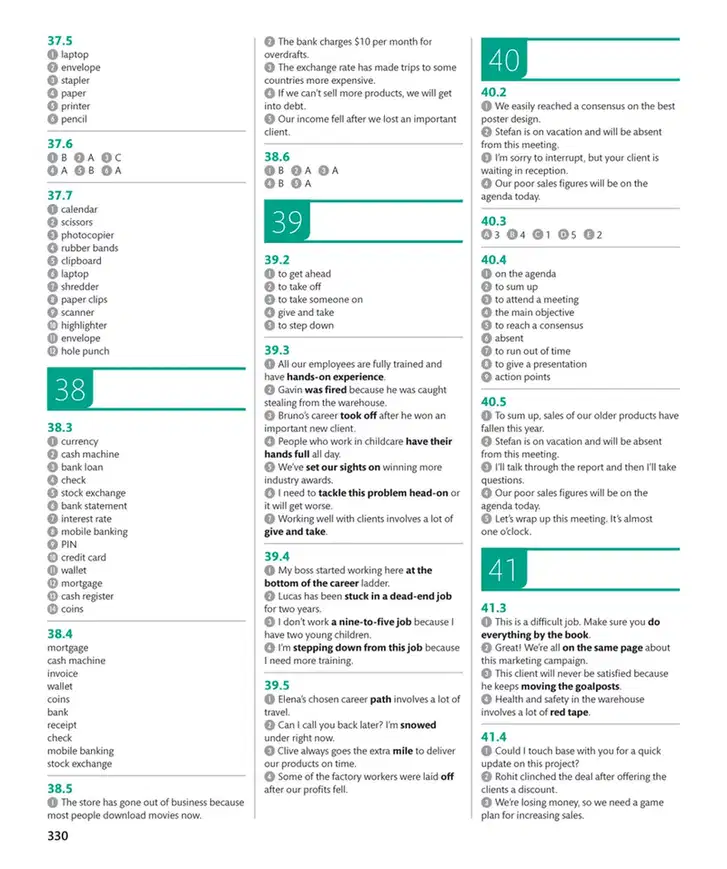 37.5
1 laptop
2 envelope
3 stapler
4 paper
5 printer
6 pencil
37.6
1 B 2 A 3 C
4 A 5 B 6 A
37.7
1 calendar
2 scissors
3 photocopier
4 rubber bands
5 clipboard
6 laptop
7 shredder
8 paper clips
9 scanner
10 highlighter
11 envelope
12 hole punch
38
38.3
1 currency
2 cash machine
3 bank loan
4 check
5 stock exchange
6 bank statement
7 interest rate
8 mobile banking
9 PIN
10 credit card
11 wallet
12 mortgage
13 cash register
14 coins
38.4
mortgage
cash machine
invoice
wallet
coins
bank
receipt
check
mobile banking
stock exchange
38.5
1 The store has gone out of business because
most people download movies now.
2 The bank charges $10 per month for
overdrafts.
3 The exchange rate has made trips to some
countries more expensive.
4 If we can't sell more products, we will get
into debt.
5 Our income fell after we lost an important
client.
38.6
1 B 2 A 3 A
4 B 5 A
39
39.2
1 to get ahead
2 to take off
3 to take someone on
4 give and take
5 to step down
39.3
1 All our employees are fully trained and
have hands-on experience.
2 Gavin was fired because he was caught
stealing from the warehouse.
3 Bruno's career took off after he won an
important new client.
4 People who work in childcare have their
hands full all day.
5 We've set our sights on winning more
industry awards.
6 I need to tackle this problem head-on or
it will get worse.
7 Working well with clients involves a lot of
give and take.
39.4
1 My boss started working here at the
bottom of the career ladder.
2 Lucas has been stuck in a dead-end job
for two years.
3 I don't work a nine-to-five job because I
have two young children.
4 I'm stepping down from this job because
I need more training.
39.5
1 Elena's chosen career path involves a lot of
travel.
2 Can I call you back later? I'm snowed
under right now.
3 Clive always goes the extra mile to deliver
our products on time.
4 Some of the factory workers were laid off
after our profits fell.
40
40.2
1 We easily reached a consensus on the best
poster design.
2 Stefan is on vacation and will be absent
from this meeting.
3 I'm sorry to interrupt, but your client is
waiting in reception.
4 Our poor sales figures will be on the
agenda today.
40.3
A 3 B 4 C 1 D 5 E 2
40.4
1 on the agenda
2 to sum up
3 to attend a meeting
4 the main objective
5 to reach a consensus
6 absent
7 to run out of time
8 to give a presentation
9 action points
40.5
1 To sum up, sales of our older products have
fallen this year.
2 Stefan is on vacation and will be absent
from this meeting.
3 I'll talk through the report and then I'll take
questions.
4 Our poor sales figures will be on the
agenda today.
5 Let's wrap up this meeting. It's almost
one o'clock.
41
41.3
1 This is a difficult job. Make sure you do
everything by the book.
2 Great! We're all on the same page about
this marketing campaign.
3 This client will never be satisfied because
he keeps moving the goalposts.
4 Health and safety in the warehouse
involves a lot of red tape.
41.4
1 Could I touch base with you for a quick
update on this project?
2 Rohit clinched the deal after offering the
clients a discount.
3 We're losing money, so we need a game
plan for increasing sales.
330